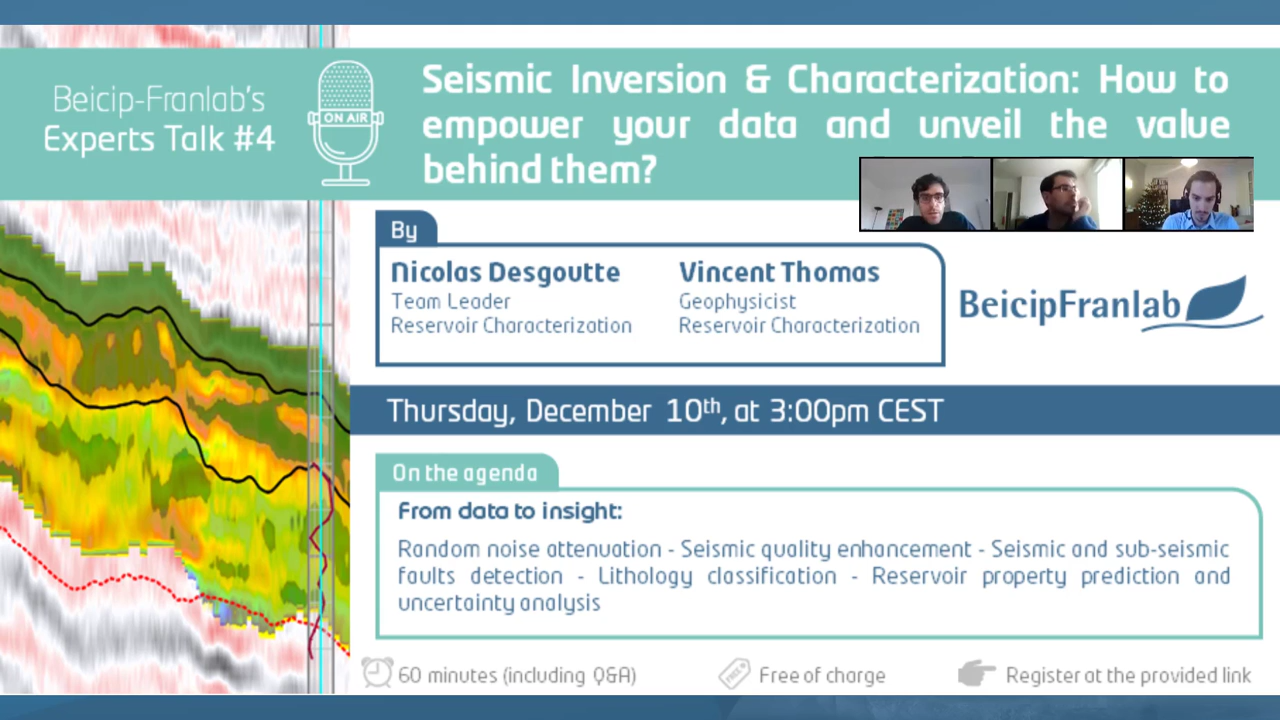 Beicip-Franlab's
Experts Talk #4
ON AIR
Seismic Inversion & Characterization: How to
empower your data and unveil the value
behind them?
By
Nicolas Desgoutte
Team Leader
Reservoir Characterization
Vincent Thomas
Geophysicist
Reservoir Characterization
BeicipFranlab
Thursday, December 10th, at 3:00pm CEST
On the agenda
From data to insight:
Random noise attenuation - Seismic quality enhancement - Seismic and sub-seismic
faults detection - Lithology classification - Reservoir property prediction and
uncertainty analysis
60 minutes (including Q&A)
FREE
Free of charge
Register at the provided link